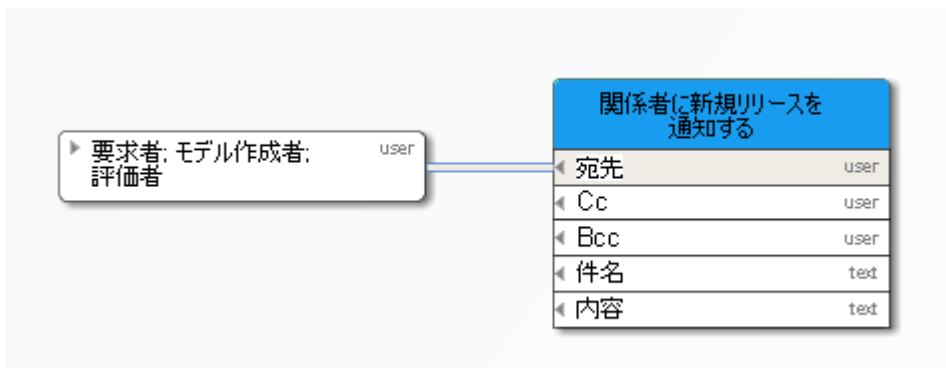 関係者に新規リリースを
通知する
要求者; モデル作成者; user
評価者
宛先 user
Cc user
Bcc user
件名 text
内容 text